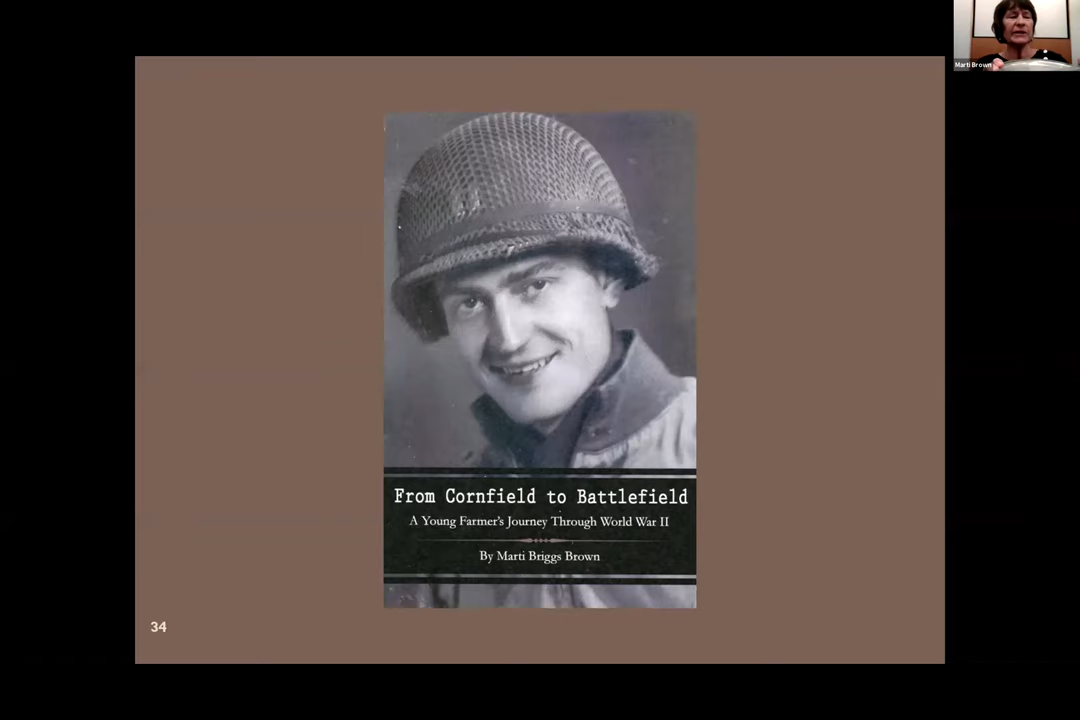 Marti Brown
From Cornfield to Battlefield
A Young Farmer's Journey Through World War II
By Marti Briggs Brown
34